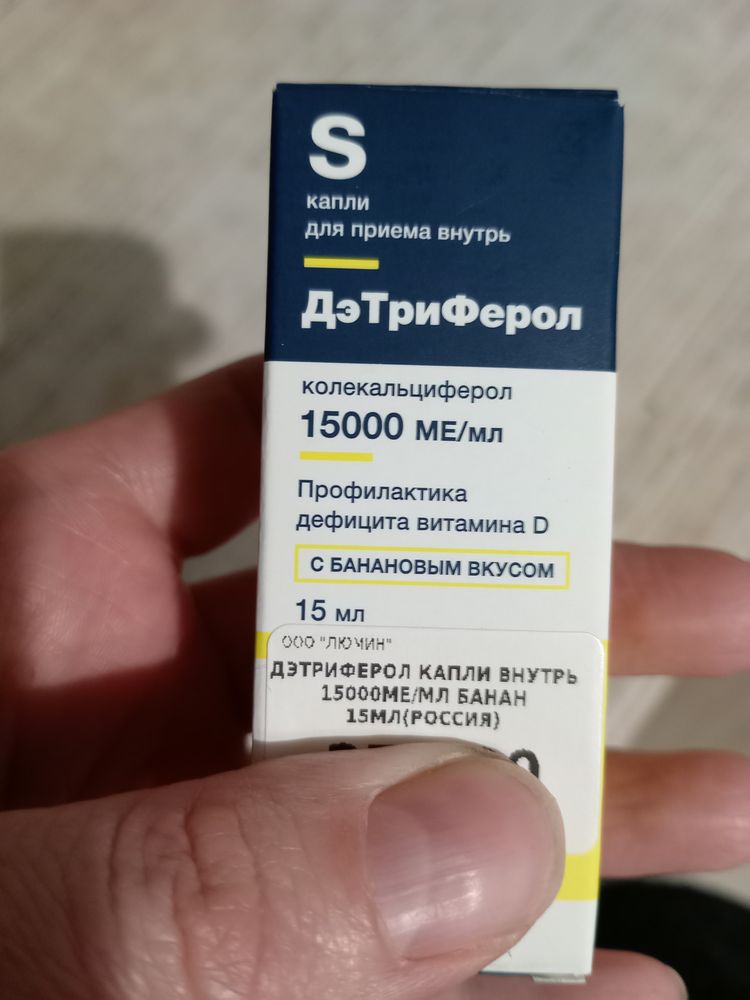 S
капли
для приема внутрь
ДэТриФерол
колекальциферол
15000 МЕ/мл
Профилактика
дефицита витамина D
С БАНАНОВЫМ ВКУСОМ
15 мл
ООО "ЛЮЧИН"
ДЭТРИФЕРОЛ КАПЛИ ВНУТРЬ
15000МЕ/МЛ БАНАН
15МЛ(РОССИЯ)